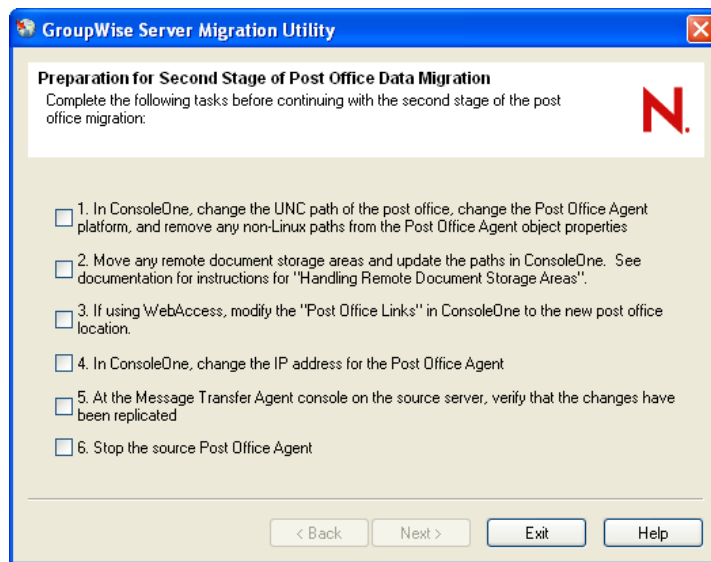 GroupWise Server Migration Utility
Preparation for Second Stage of Post Office Data Migration
Complete the following tasks before continuing with the second stage of the post
office migration:
N.
1. In ConsoleOne, change the UNC path of the post office, change the Post Office Agent
platform, and remove any non-Linux paths from the Post Office Agent object properties
2. Move any remote document storage areas and update the paths in ConsoleOne.  See
documentation for instructions for "Handling Remote Document Storage Areas".
3. If using WebAccess, modify the "Post Office Links" in ConsoleOne to the new post office
location.
4. In ConsoleOne, change the IP address for the Post Office Agent
5. At the Message Transfer Agent console on the source server, verify that the changes have
been replicated
6. Stop the source Post Office Agent
< Back
Next >
Exit
Help